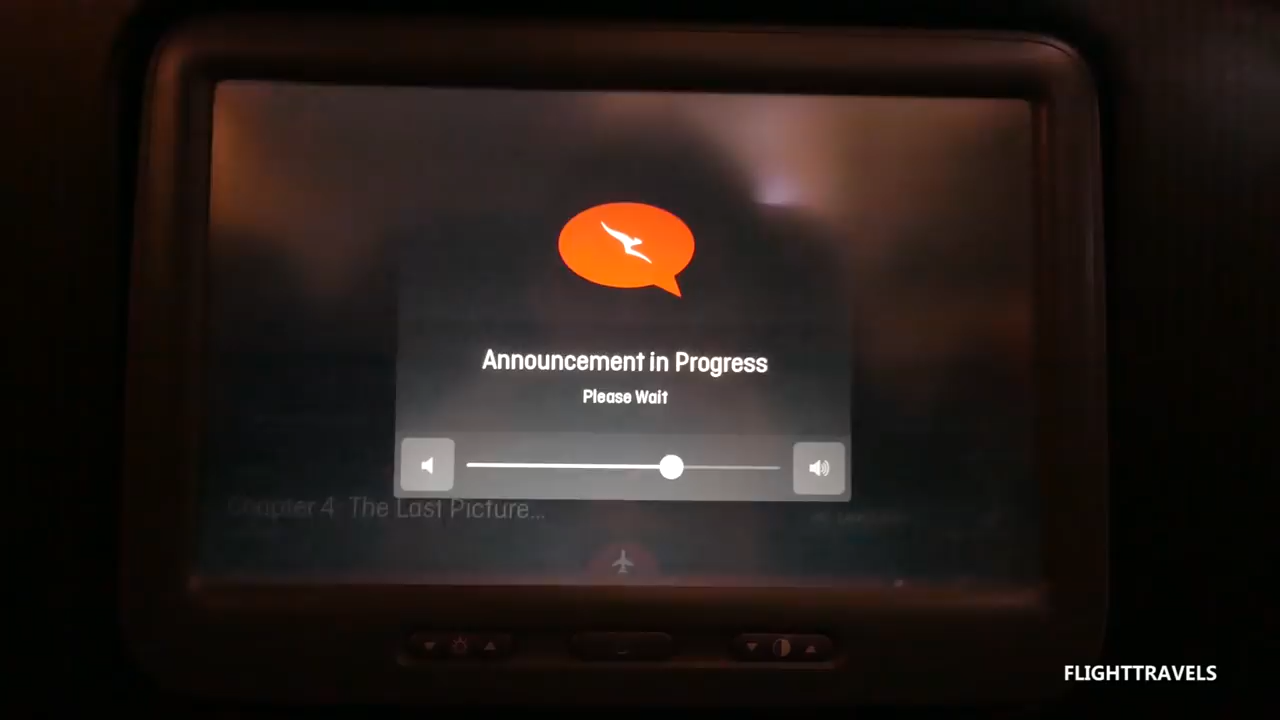 Announcement in Progress
Please Wait
Chapter 4 The Last Picture...
FLIGHTTRAVELS